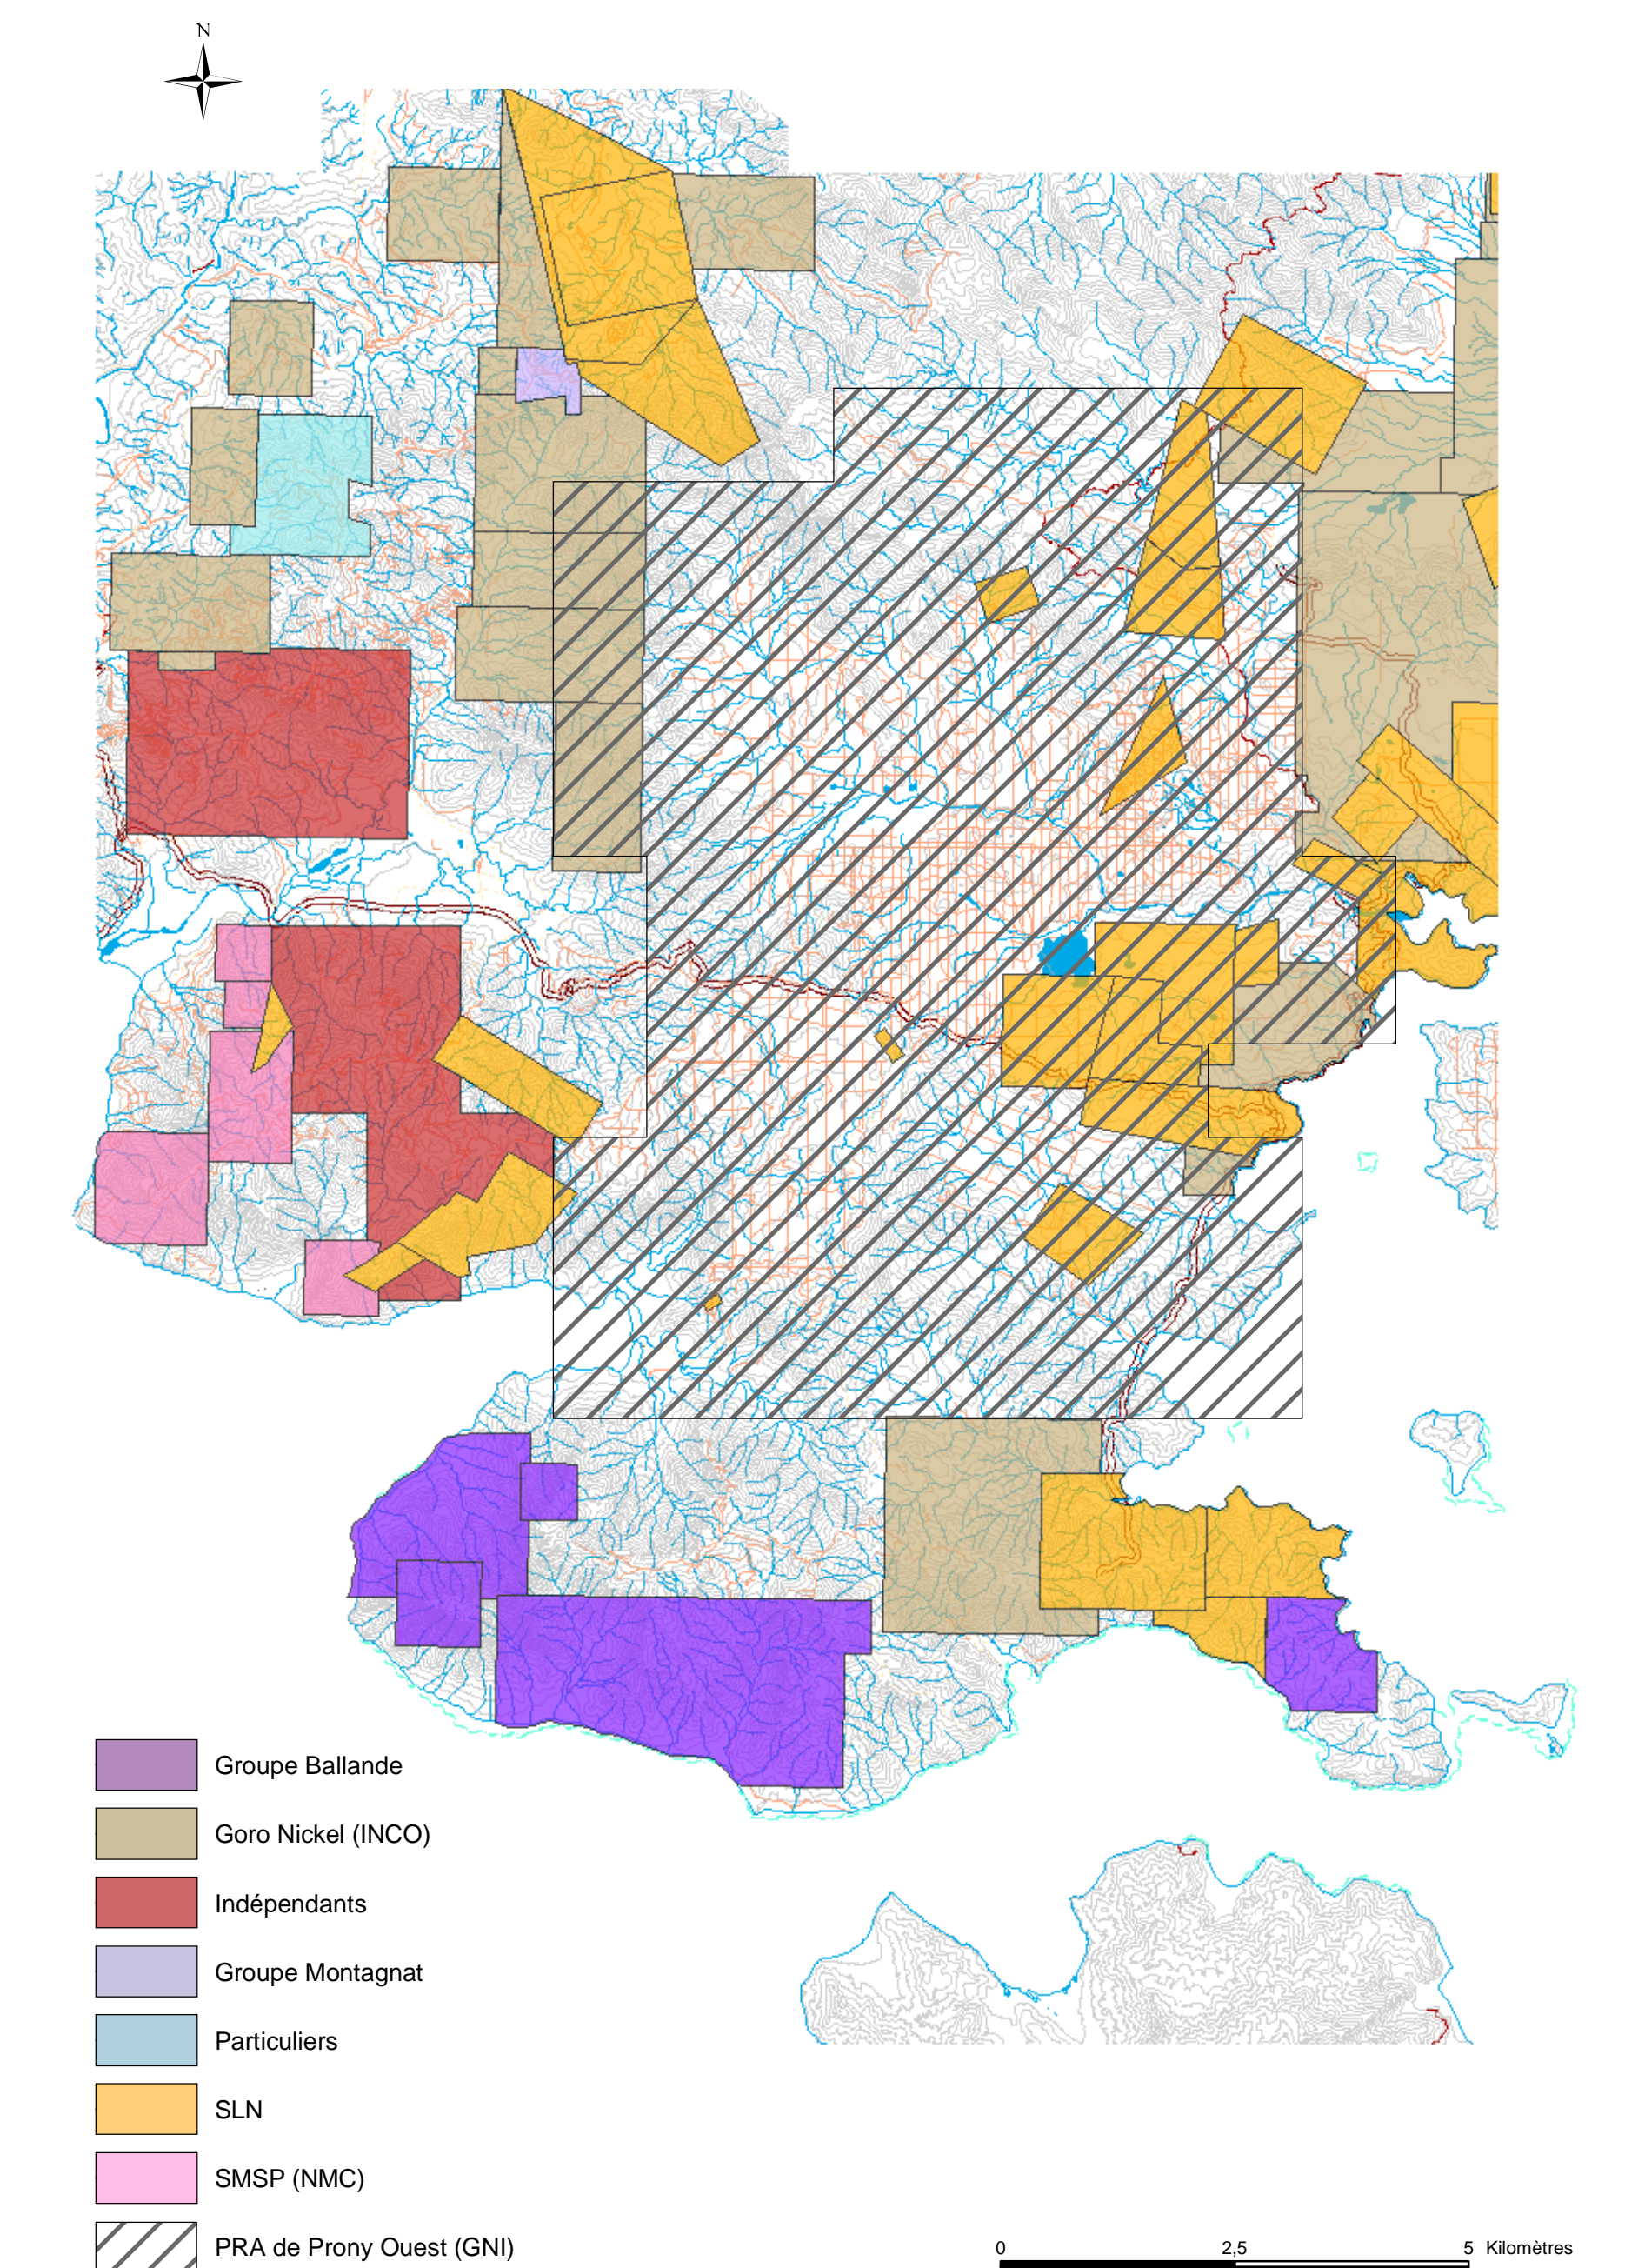 N
Groupe Ballande
Goro Nickel (INCO)
Indépendants
Groupe Montagnat
Particuliers
SLN
SMSP (NMC)
PRA de Prony Ouest (GNI)
0 2,5 5 Kilomètres